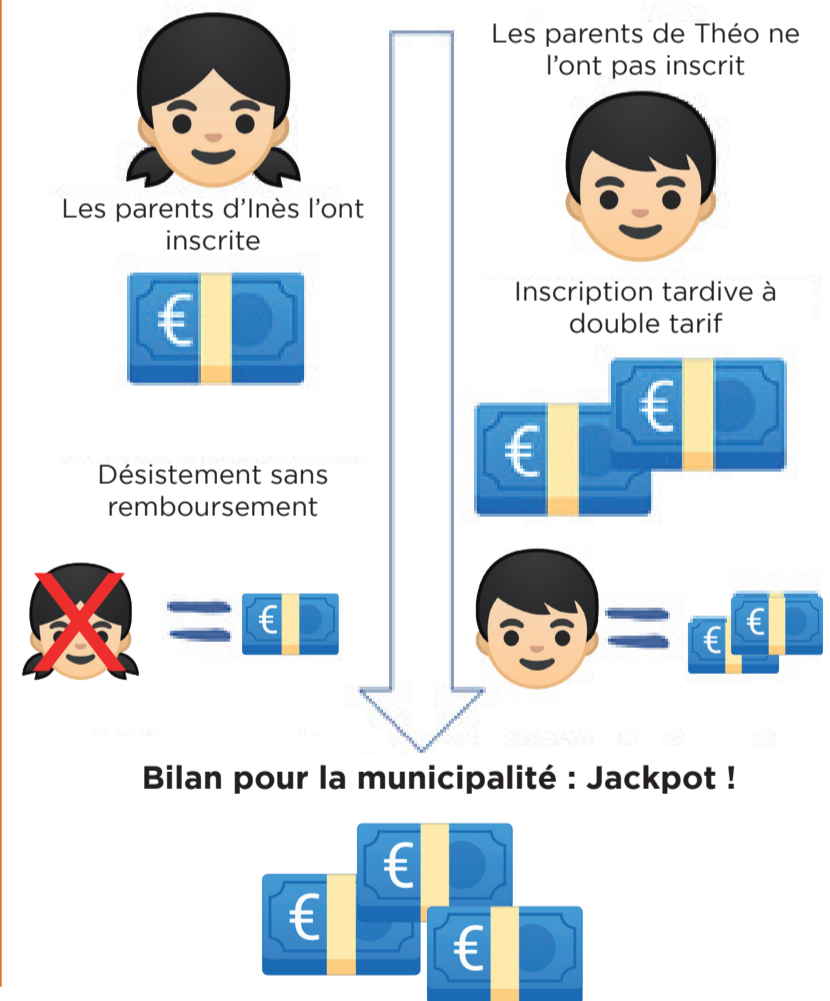 Les parents de Théo ne
l'ont pas inscrit
Les parents d'Inès l'ont
inscrite
€
Inscription tardive à
double tarif
€
€
Désistement sans
remboursement
€
€
€
Bilan pour la municipalité : Jackpot !
€
€
€